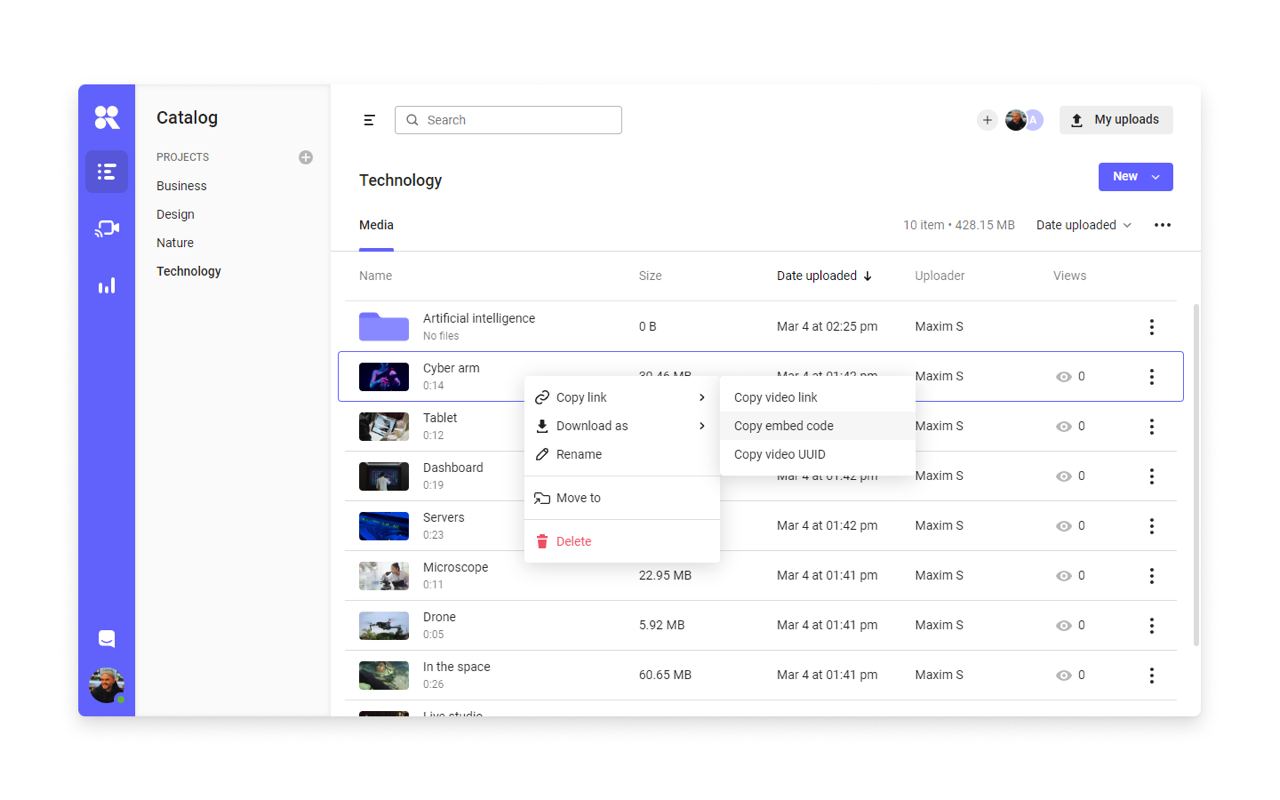 Catalog
PROJECTS
Business
Design
Nature
Technology
Search
A
My uploads
Technology
New
Media
10 item • 428.15 MB
Date uploaded
Name
Size
Date uploaded
Uploader
Views
Artificial intelligence
No files
0 B
Mar 4 at 02:25 pm
Maxim S
Cyber arm
0:14
30.46 MB
Mar 4 at 01:42 pm
Maxim S
0
Copy link
Download as
Rename
Move to
Delete
Copy video link
Copy embed code
Copy video UUID
Tablet
0:12
Maxim S
0
Dashboard
0:19
Mar 4 at 01:42 pm
Maxim S
0
Servers
0:23
Mar 4 at 01:42 pm
Maxim S
0
Microscope
0:11
22.95 MB
Mar 4 at 01:41 pm
Maxim S
0
Drone
0:05
5.92 MB
Mar 4 at 01:41 pm
Maxim S
0
In the space
0:26
60.65 MB
Mar 4 at 01:41 pm
Maxim S
0
Live studio